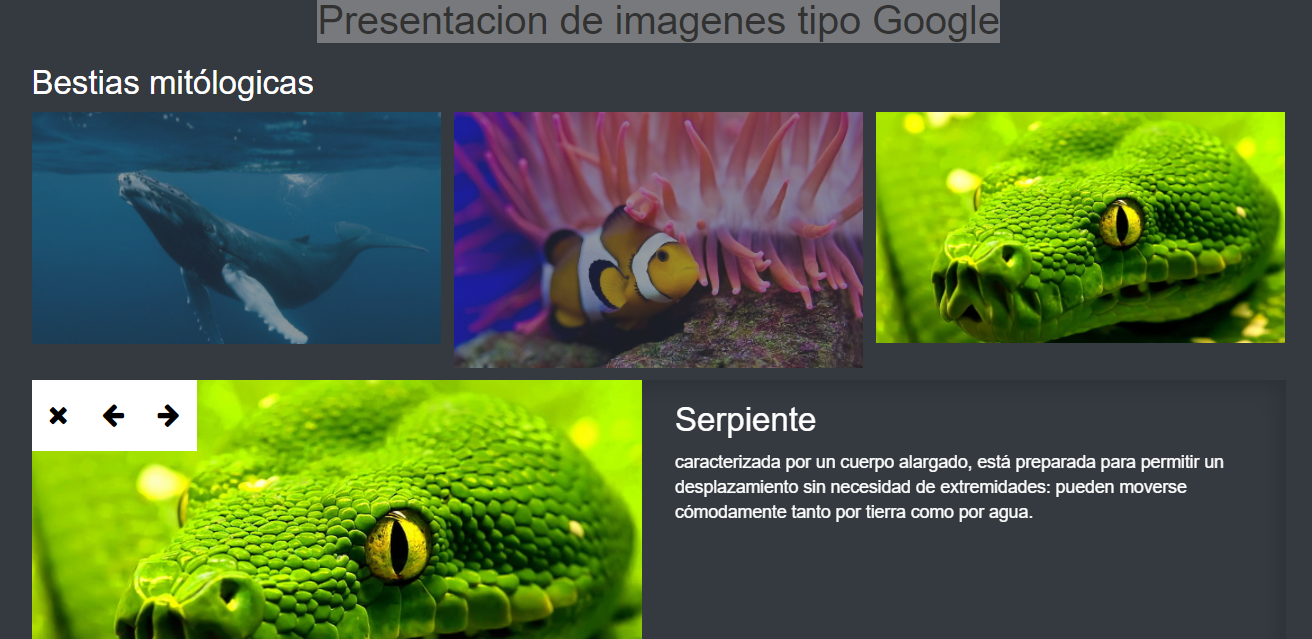 Presentacion de imagenes tipo Google
Bestias mitólogicas
Serpiente
caracterizada por un cuerpo alargado, está preparada para permitir un
desplazamiento sin necesidad de extremidades: pueden moverse
cómodamente tanto por tierra como por agua.